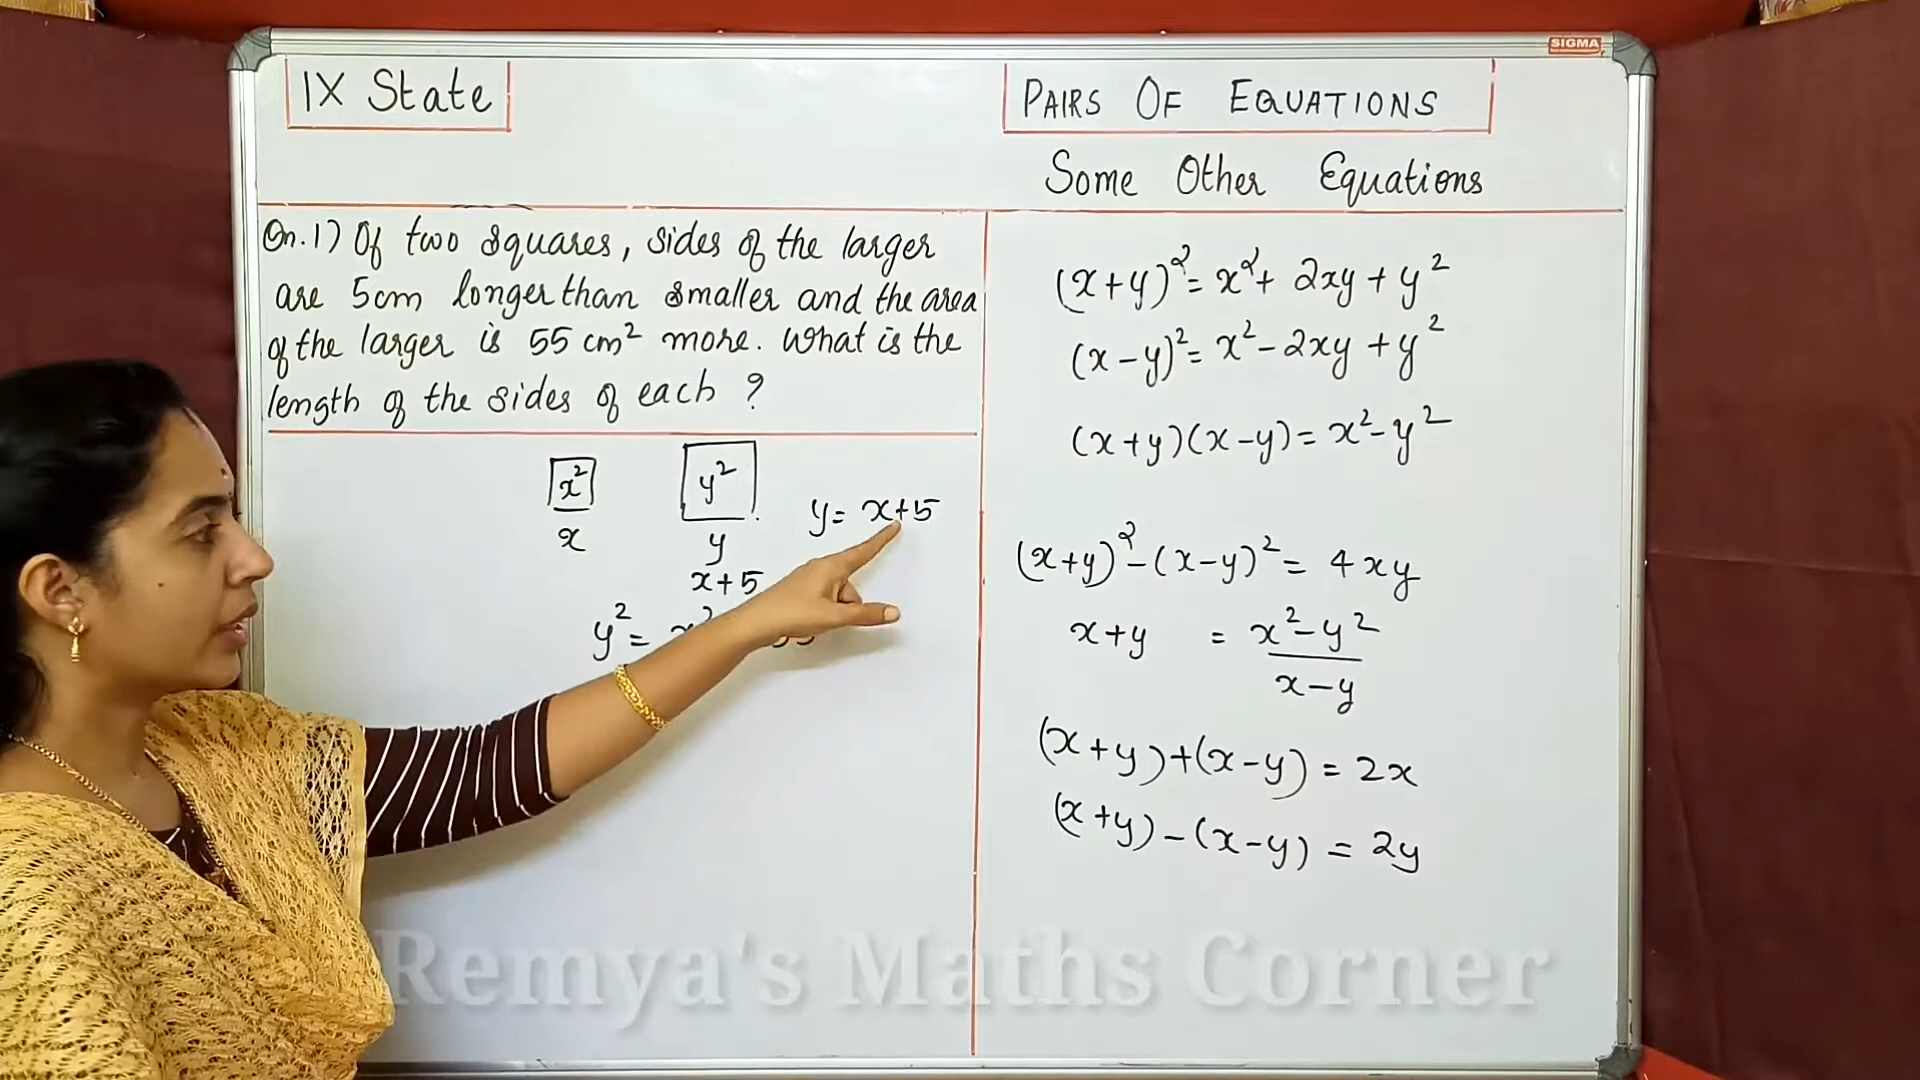 SIGMA
IX State
PAIRS OF EQUATIONS
Some Other Equations
Qn.1) Of two squares, sides of the larger
are 5cm longer than smaller and the area
of the larger is 55 cm² more. What is the
length of the sides of each ?
x²
x
y²
y
x+5
y = x+5
y² =
(x+y)² = x² + 2xy + y²
(x-y)² = x² - 2xy + y²
(x+y)(x-y) = x² - y²
(x+y)² - (x-y)² = 4xy
x+y = x² - y²
x-y
(x+y) + (x-y) = 2x
(x+y) - (x-y) = 2y
Remya's Maths Corner